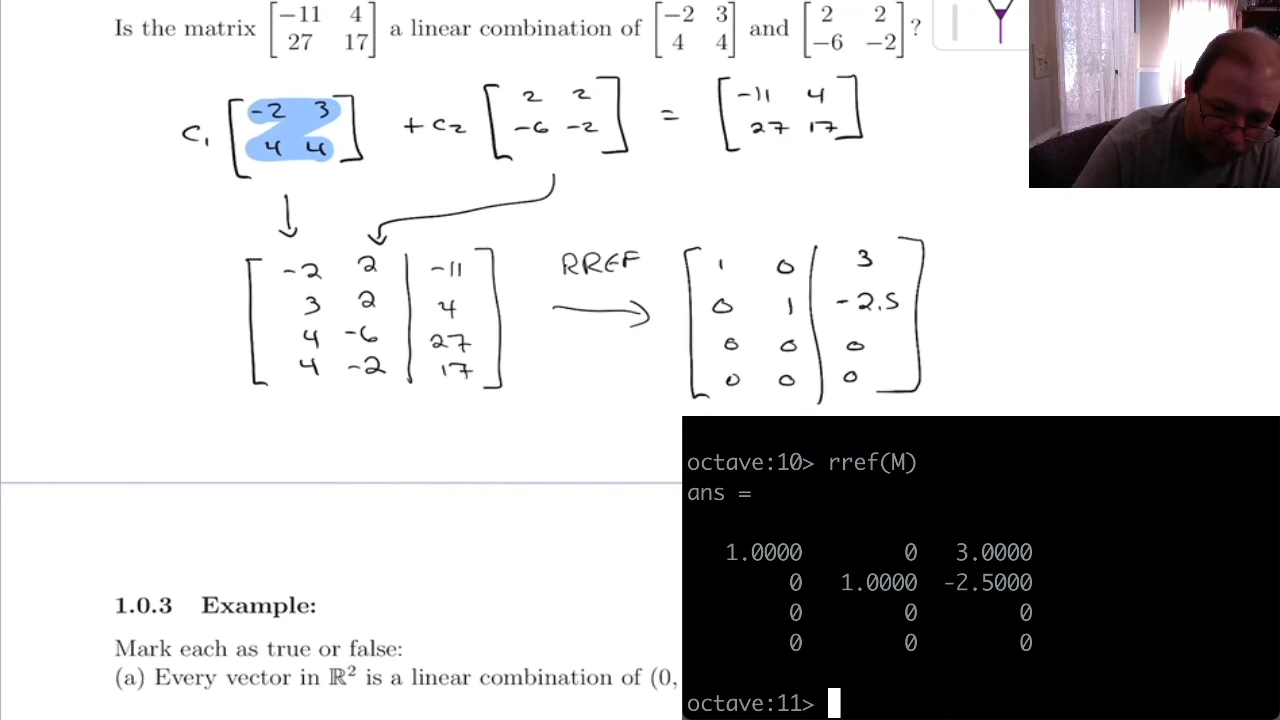 Is the matrix [−11 4; 27 17] a linear combination of [−2 3; 4 4] and [2 2; −6 −2]?
C₁ [-2 3; 4 4] + C₂ [2 2; -6 -2] = [-11 4; 27 17]
RREF
[-2 2 | -11] [1 0 | 3]
[3 2 | 4] [0 1 | -2.5]
[4 -6 | 27] [0 0 | 0]
[4 -2 | 17] [0 0 | 0]
octave:10> rref(M)
ans =
1.0000 0 3.0000
0 1.0000 -2.5000
0 0 0
0 0 0
octave:11>
1.0.3 Example:
Mark each as true or false:
(a) Every vector in ℝ² is a linear combination of (0,